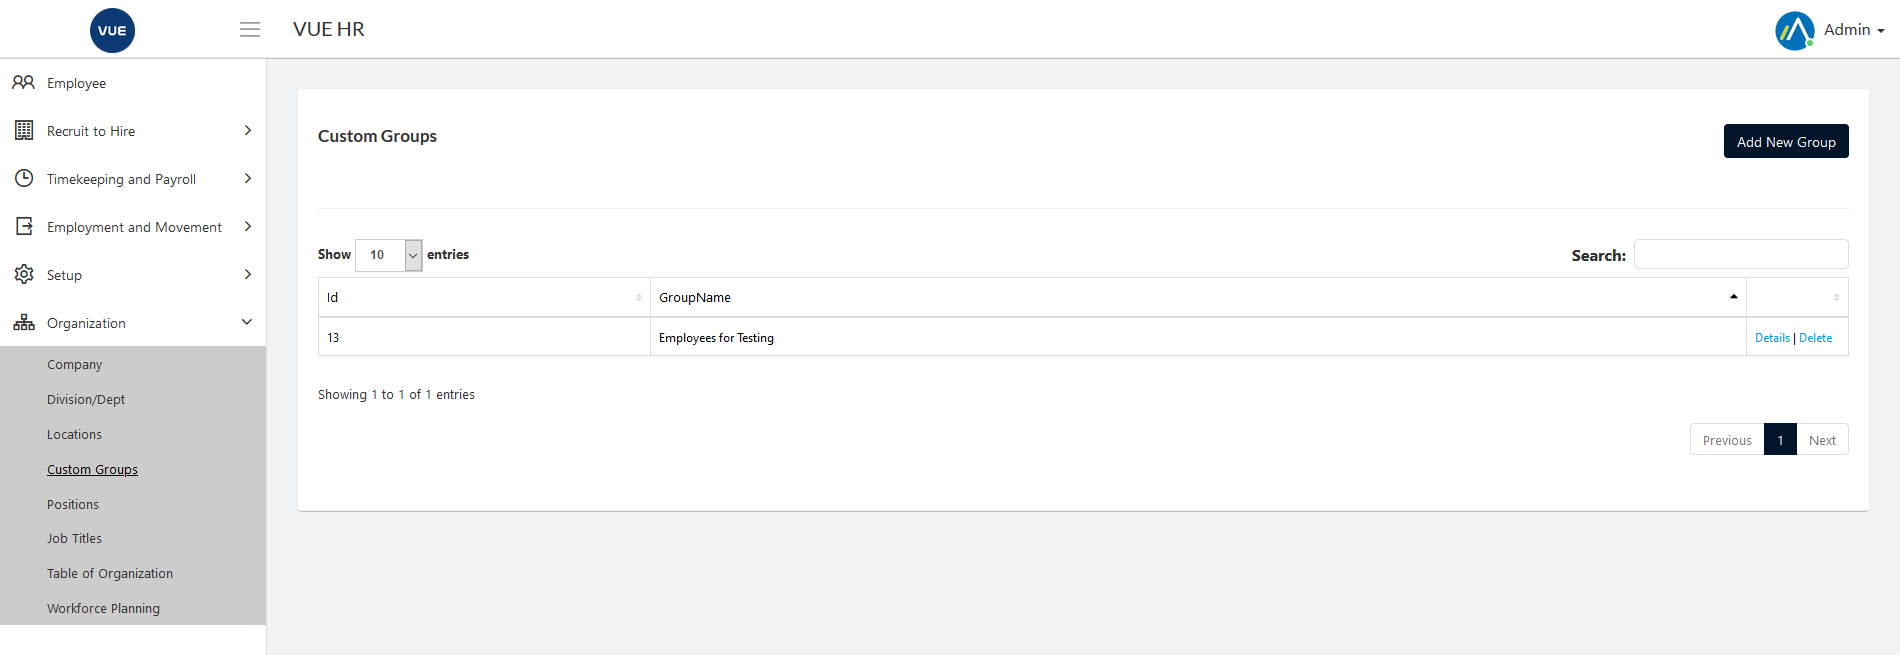 VUE
VUE HR
Admin
Employee
Recruit to Hire
Timekeeping and Payroll
Employment and Movement
Setup
Organization
Company
Division/Dept
Locations
Custom Groups
Positions
Job Titles
Table of Organization
Workforce Planning
Custom Groups
Add New Group
Show 10 entries
Search:
Id GroupName
13 Employees for Testing Details | Delete
Showing 1 to 1 of 1 entries
Previous 1 Next